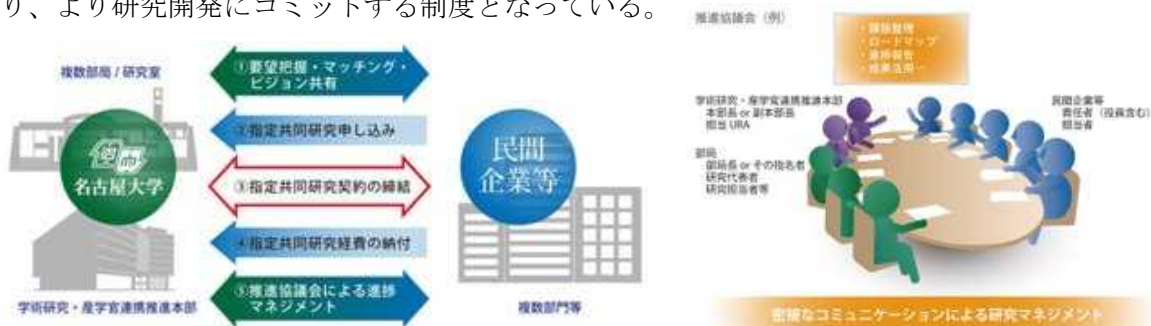 り、より研究開発にコミットする制度となっている。
複数部局 / 研究室
名古屋大学
学術研究・産学官連携推進本部
①要望把握・マッチング・
ビジョン共有
②指定共同研究申し込み
③指定共同研究契約の締結
④指定共同研究経費の納付
⑤推進協議会による進捗
マネジメント
民間
企業等
複数部門等
推進協議会（例）
・課題整理
・ロードマップ
・進捗報告
・成果活用…
学術研究・産学官連携推進本部
本部長 or 副本部長
担当 URA
部局
部局長 or その指名者
研究代表者
研究担当者等
民間企業等
責任者（役員含む）
担当者
密接なコミュニケーションによる研究マネジメント